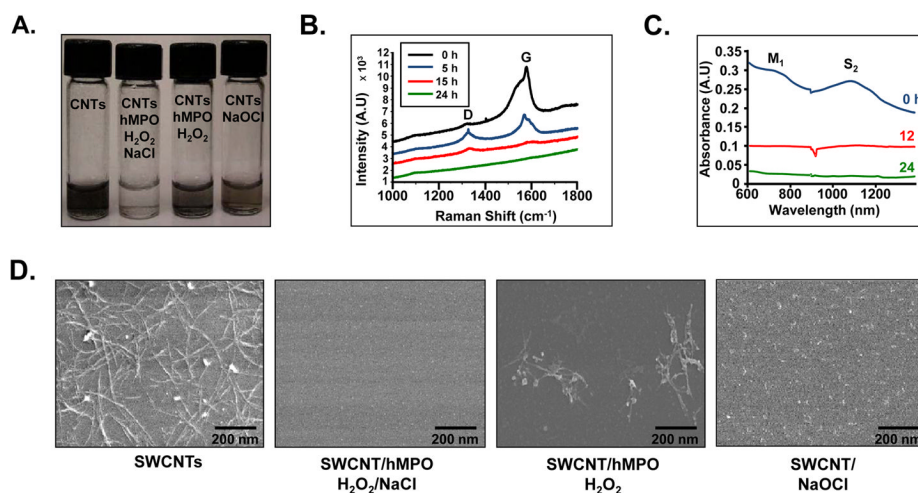 A.
CNTs
CNTs
hMPO
H₂O₂
NaCl
CNTs
hMPO
H₂O₂
CNTs
NaOCl
B.
Intensity (A.U) x 10³
12
11
10
9
8
7
6
5
4
3
2
1
0 h
5 h
15 h
24 h
D
G
1000 1200 1400 1600 1800
Raman Shift (cm⁻¹)
C.
Absorbance (A.U)
0.35
0.3
0.25
0.2
0.15
0.1
0.05
0
M₁
S₂
0 h
12
24
600 800 1000 1200
Wavelength (nm)
D.
200 nm
200 nm
200 nm
200 nm
SWCNTs
SWCNT/hMPO
H₂O₂/NaCl
SWCNT/hMPO
H₂O₂
SWCNT/
NaOCl